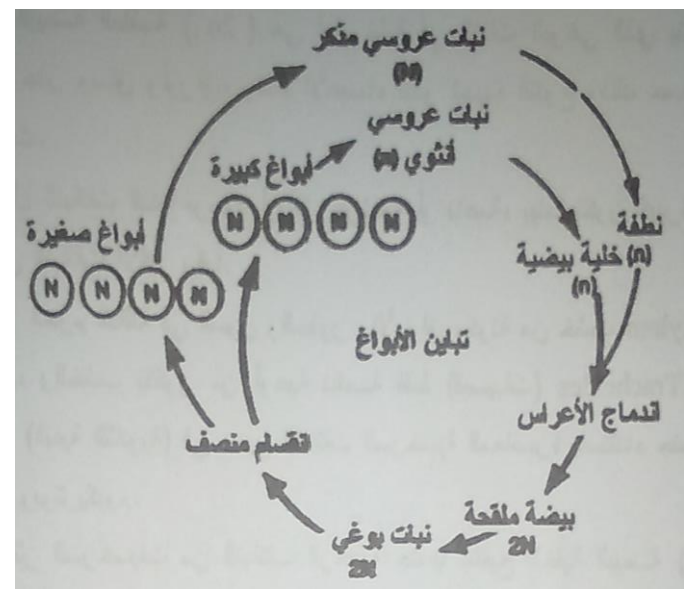 نبات عروسي مذكر
(N)
نبات عروسي
أنثوي (n)
أبواغ كبيرة
N N N N
أبواغ صغيرة
N N N N
نطفة
(n)
خلية بيضية
(n)
تباين الأبواغ
اندماج الأعراس
انقسام منصف
بيضة ملقحة
2N
نبات بوغي
2N